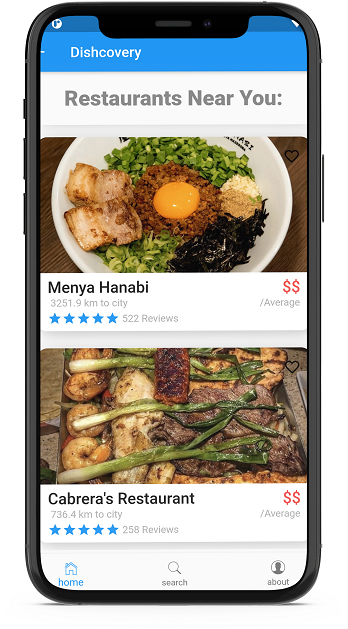 Dishcovery
Restaurants Near You:
Menya Hanabi
$$
3251.9 km to city
/Average
522 Reviews
Cabrera's Restaurant
$$
736.4 km to city
/Average
258 Reviews
home
search
about